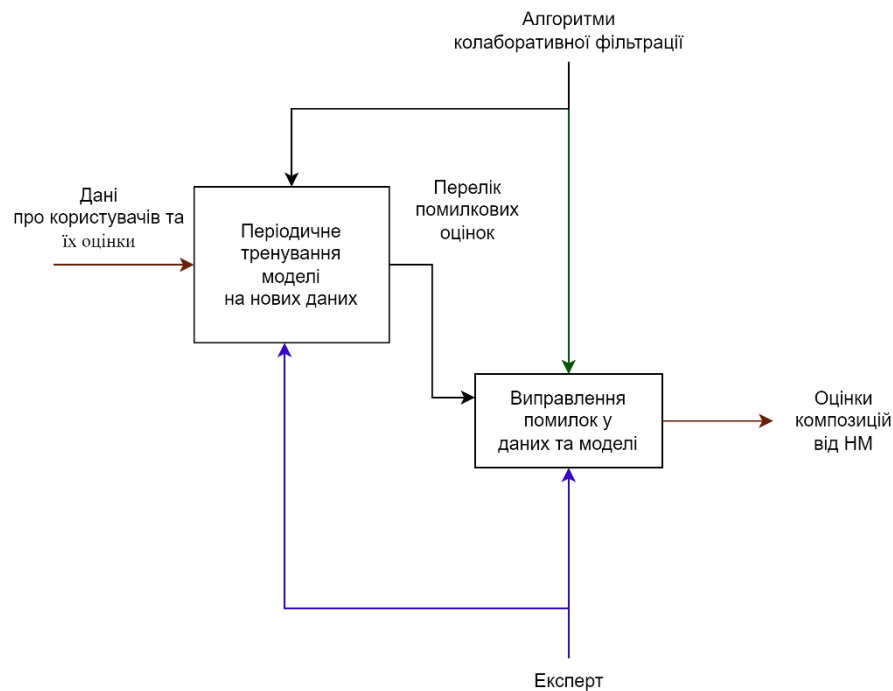 Алгоритми
колаборативної фільтрації
Дані
про користувачів та
їх оцінки
Періодичне
тренування
моделі
на нових даних
Перелік
помилкових
оцінок
Виправлення
помилок у
даних та моделі
Оцінки
композицій
від НМ
Експерт